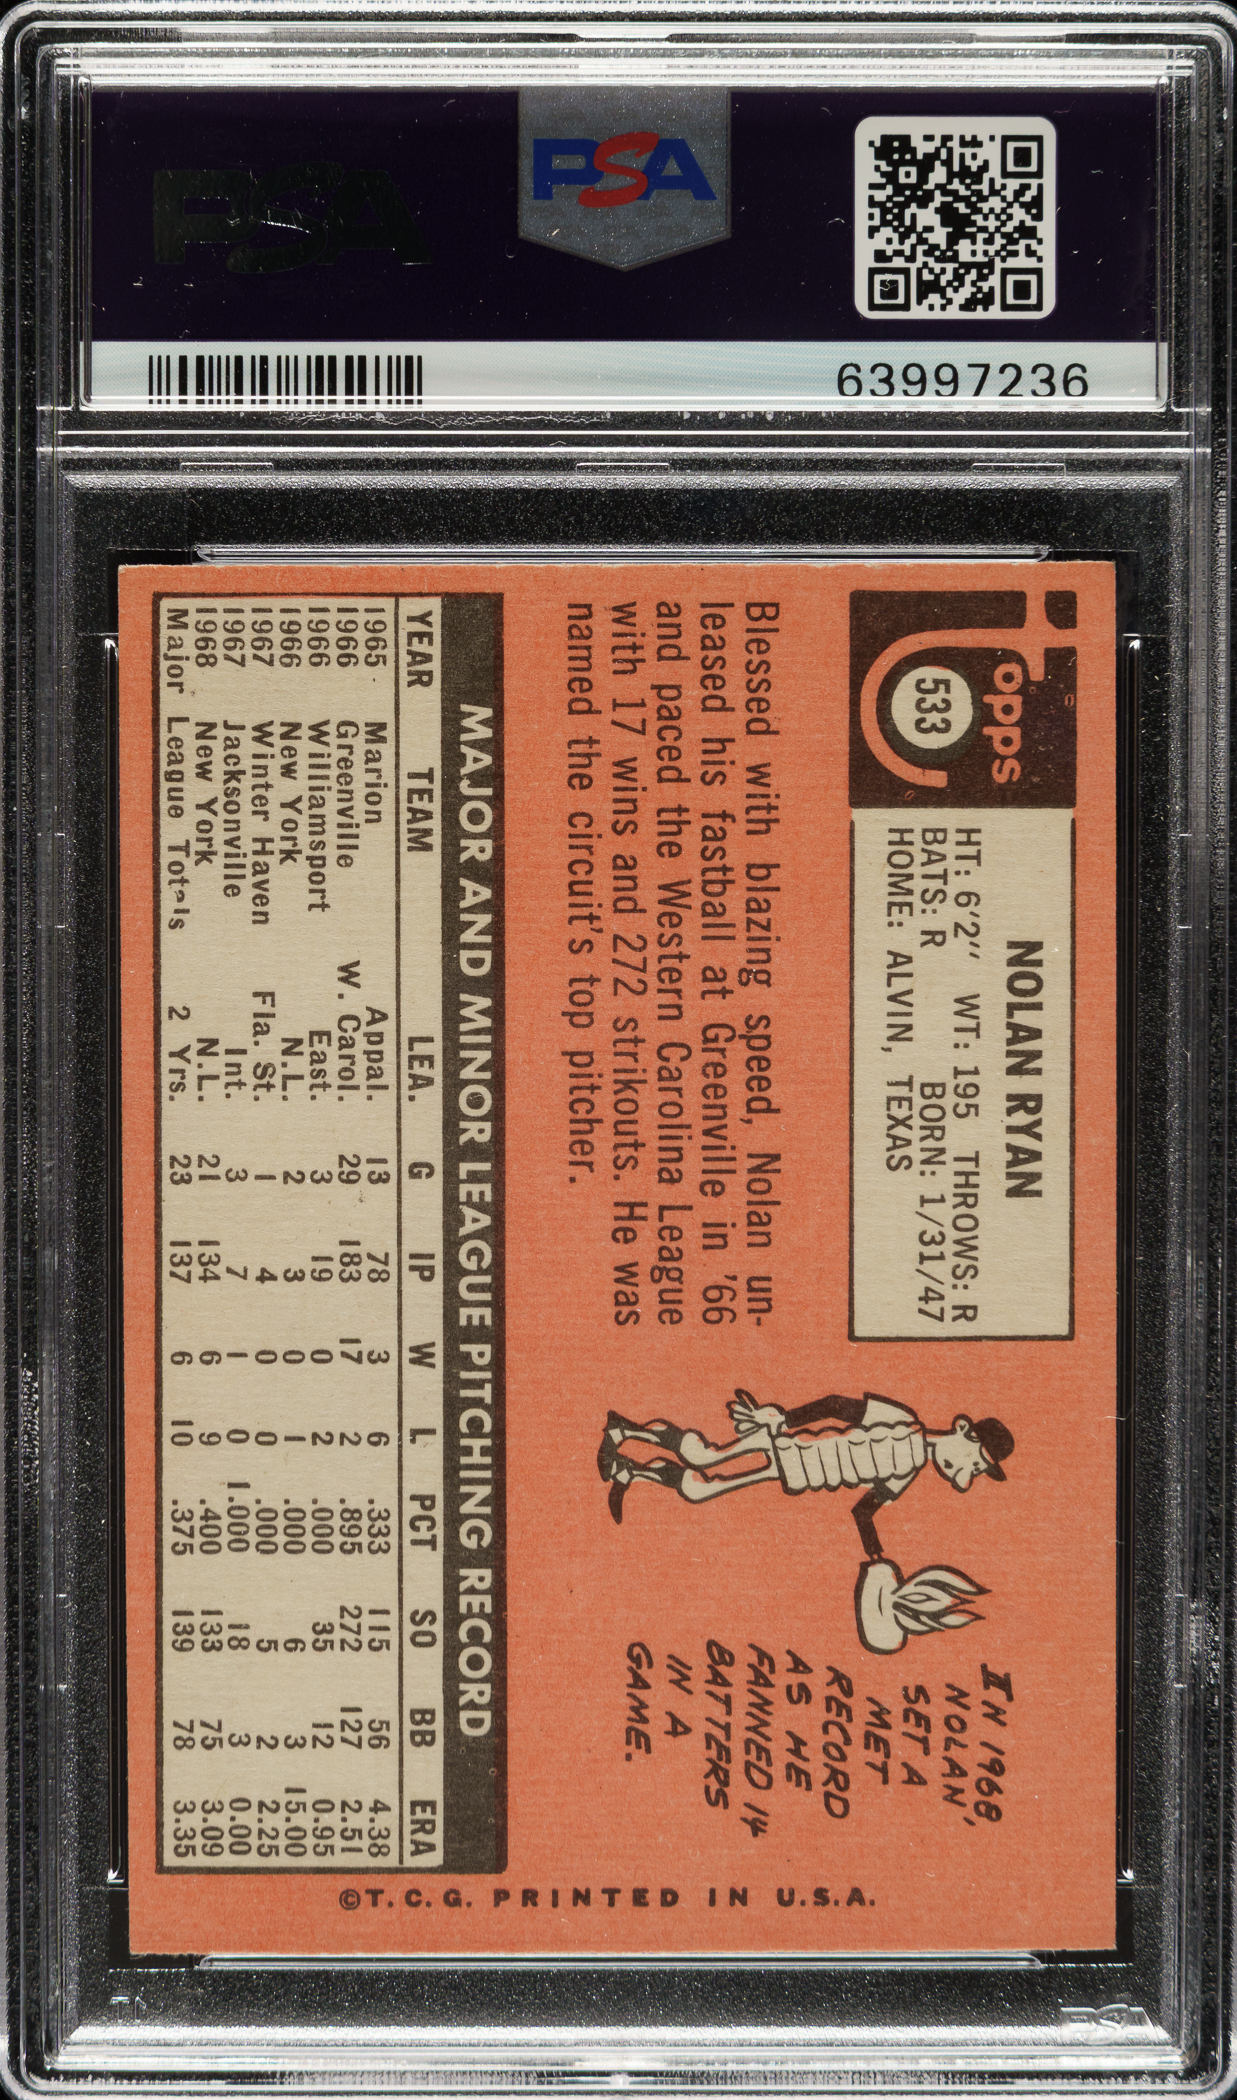 PSA
PSA
63997236
Topps
533
NOLAN RYAN
HT: 6'2" WT: 195 THROWS: R
BATS: R BORN: 1/31/47
HOME: ALVIN, TEXAS
Blessed with blazing speed, Nolan un-
leased his fastball at Greenville in '66
and paced the Western Carolina League
with 17 wins and 272 strikouts. He was
named the circuit's top pitcher.
IN 1968
NOLAN,
SET A
MET
RECORD
AS HE
FANNED 14
BATTERS
IN A
GAME.
MAJOR AND MINOR LEAGUE PITCHING RECORD
YEAR TEAM LEA. G IP W L PCT SO BB ERA
1965 Marion Appal. 13 78 3 6 .333 115 56 4.38
1966 Greenville W. Carol. 29 183 17 2 .895 272 127 2.51
1966 Williamsport East. 3 19 0 2 .000 35 12 0.95
1966 New York N.L. 2 3 0 1 .000 6 3 15.00
1967 Winter Haven Fla. St. 1 4 0 0 .000 5 2 2.25
1967 Jacksonville Int. 3 7 1 0 1.000 18 3 0.00
1968 New York N.L. 21 134 6 9 .400 133 75 3.09
Major League Totals 2 Yrs. 23 137 6 10 .375 139 78 3.35
©T.C.G. PRINTED IN U.S.A.
PSA